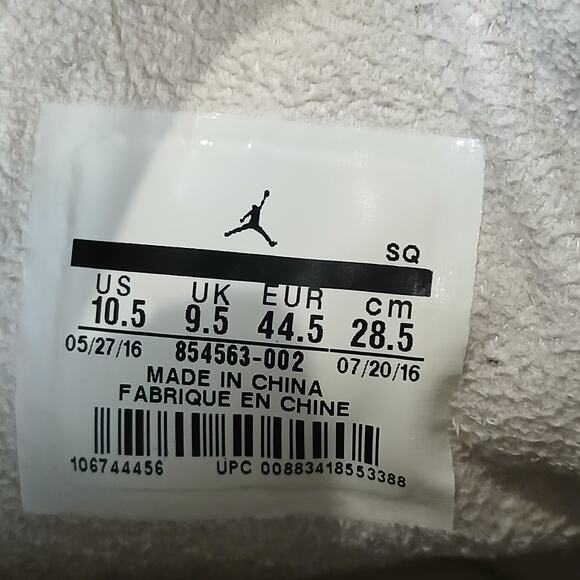 SQ
US UK EUR cm
10.5 9.5 44.5 28.5
05/27/16 854563-002 07/20/16
MADE IN CHINA
FABRIQUE EN CHINE
106744456 UPC 00883418553388